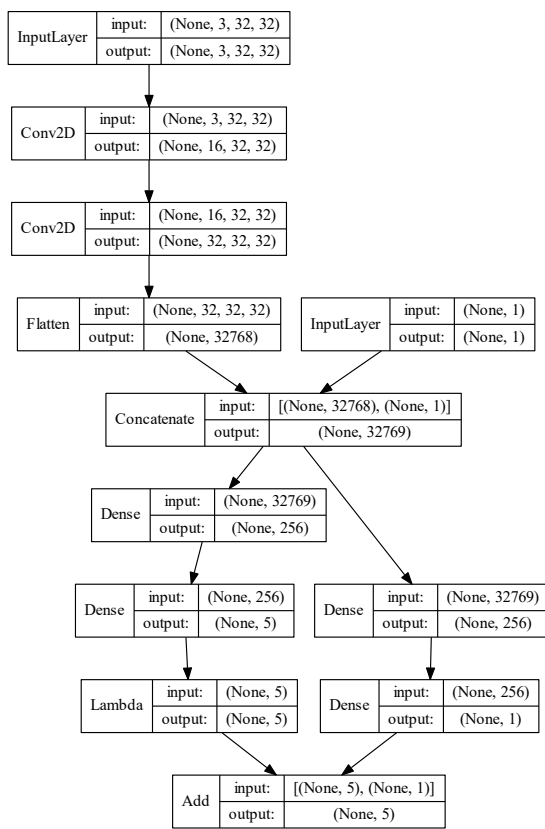 InputLayer
input: (None, 3, 32, 32)
output: (None, 3, 32, 32)
Conv2D
input: (None, 3, 32, 32)
output: (None, 16, 32, 32)
Conv2D
input: (None, 16, 32, 32)
output: (None, 32, 32, 32)
Flatten
input: (None, 32, 32, 32)
output: (None, 32768)
InputLayer
input: (None, 1)
output: (None, 1)
Concatenate
input: [(None, 32768), (None, 1)]
output: (None, 32769)
Dense
input: (None, 32769)
output: (None, 256)
Dense
input: (None, 256)
output: (None, 5)
Dense
input: (None, 32769)
output: (None, 256)
Lambda
input: (None, 5)
output: (None, 5)
Dense
input: (None, 256)
output: (None, 1)
Add
input: [(None, 5), (None, 1)]
output: (None, 5)